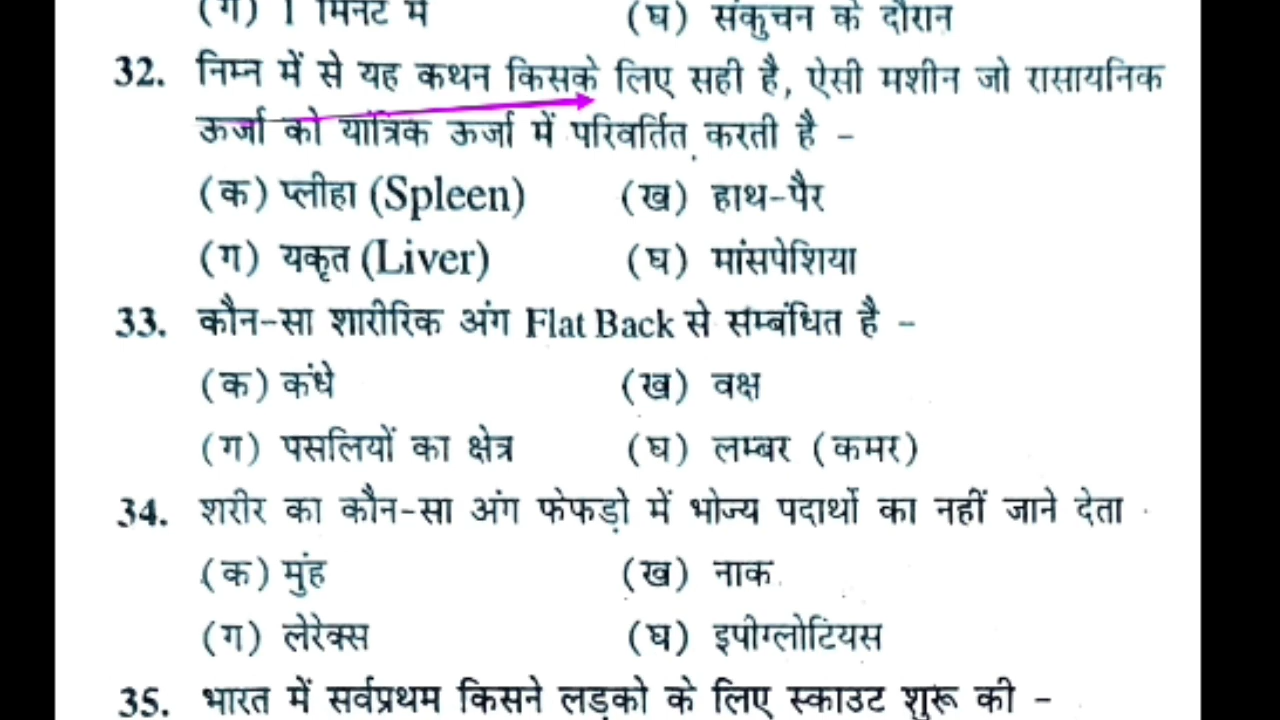 (ग) 1 मिनट में (घ) संकुचन के दौरान
32. निम्न में से यह कथन किसके लिए सही है, ऐसी मशीन जो रासायनिक
ऊर्जा को यांत्रिक ऊर्जा में परिवर्तित करती है -
(क) प्लीहा (Spleen) (ख) हाथ-पैर
(ग) यकृत (Liver) (घ) मांसपेशिया
33. कौन-सा शारीरिक अंग Flat Back से सम्बंधित है -
(क) कंधे (ख) वक्ष
(ग) पसलियों का क्षेत्र (घ) लम्बर (कमर)
34. शरीर का कौन-सा अंग फेफड़ो में भोज्य पदार्थो का नहीं जाने देता
(क) मुंह (ख) नाक
(ग) लेरेक्स (घ) इपीग्लोटियस
35. भारत में सर्वप्रथम किसने लड़को के लिए स्काउट शुरू की -